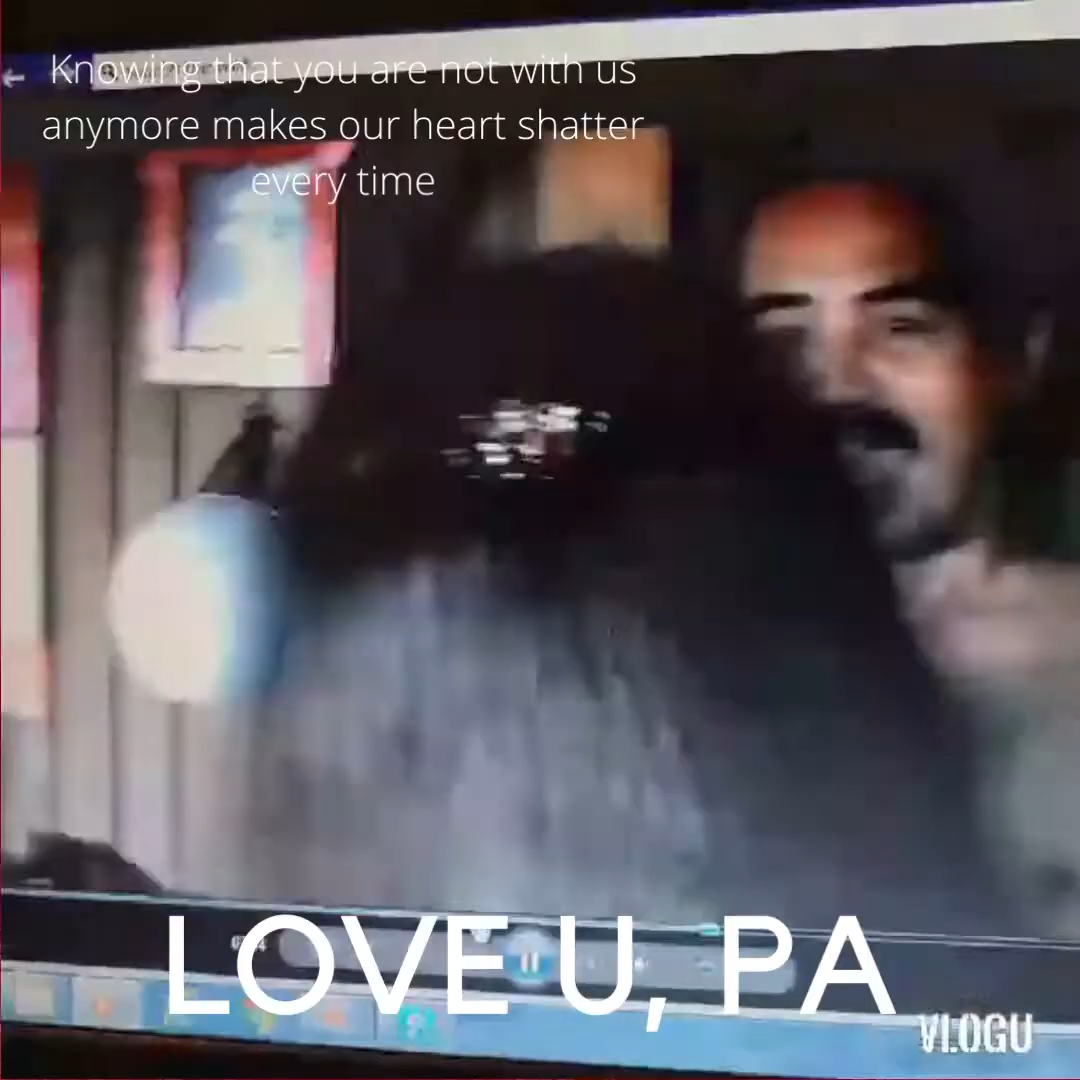 Knowing that you are not with us
anymore makes our heart shatter
every time
LOVE U, PA
VLOGU